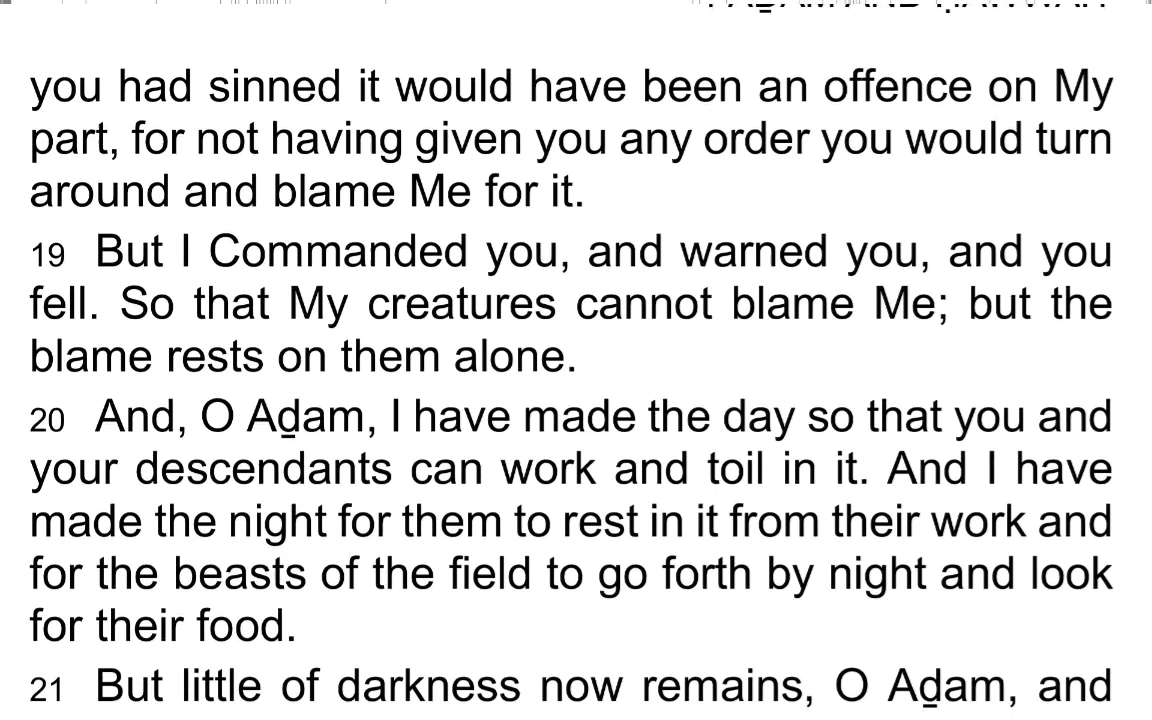 you had sinned it would have been an offence on My
part, for not having given you any order you would turn
around and blame Me for it.
19 But I Commanded you, and warned you, and you
fell. So that My creatures cannot blame Me; but the
blame rests on them alone.
20 And, O Aḏam, I have made the day so that you and
your descendants can work and toil in it. And I have
made the night for them to rest in it from their work and
for the beasts of the field to go forth by night and look
for their food.
21 But little of darkness now remains, O Aḏam, and